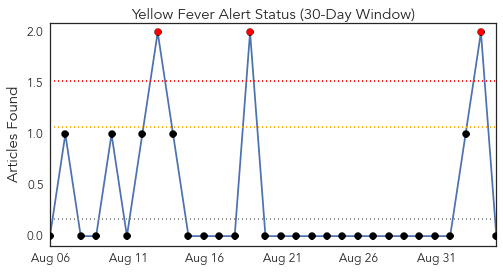 Yellow Fever Alert Status (30-Day Window)
Articles Found
2.0
1.5
1.0
0.5
0.0
Aug 06 Aug 11 Aug 16 Aug 21 Aug 26 Aug 31